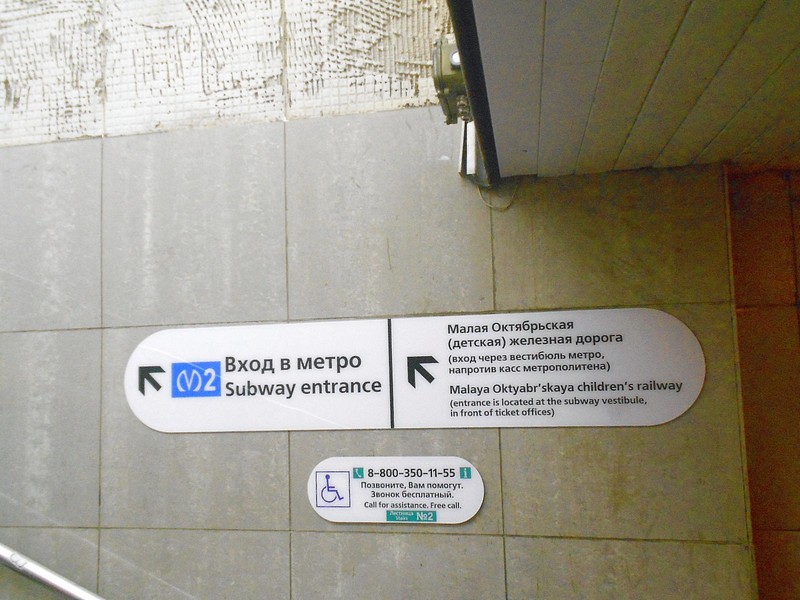 2 Вход в метро
Subway entrance
Малая Октябрьская
(детская) железная дорога
(вход через вестибюль метро,
напротив касс метрополитена)
Malaya Oktyabr'skaya children's railway
(entrance is located at the subway vestibule,
in front of ticket offices)
8-800-350-11-55 i
Позвоните, Вам помогут.
Звонок бесплатный.
Call for assistance. Free call.
Лестница
Stairs №2